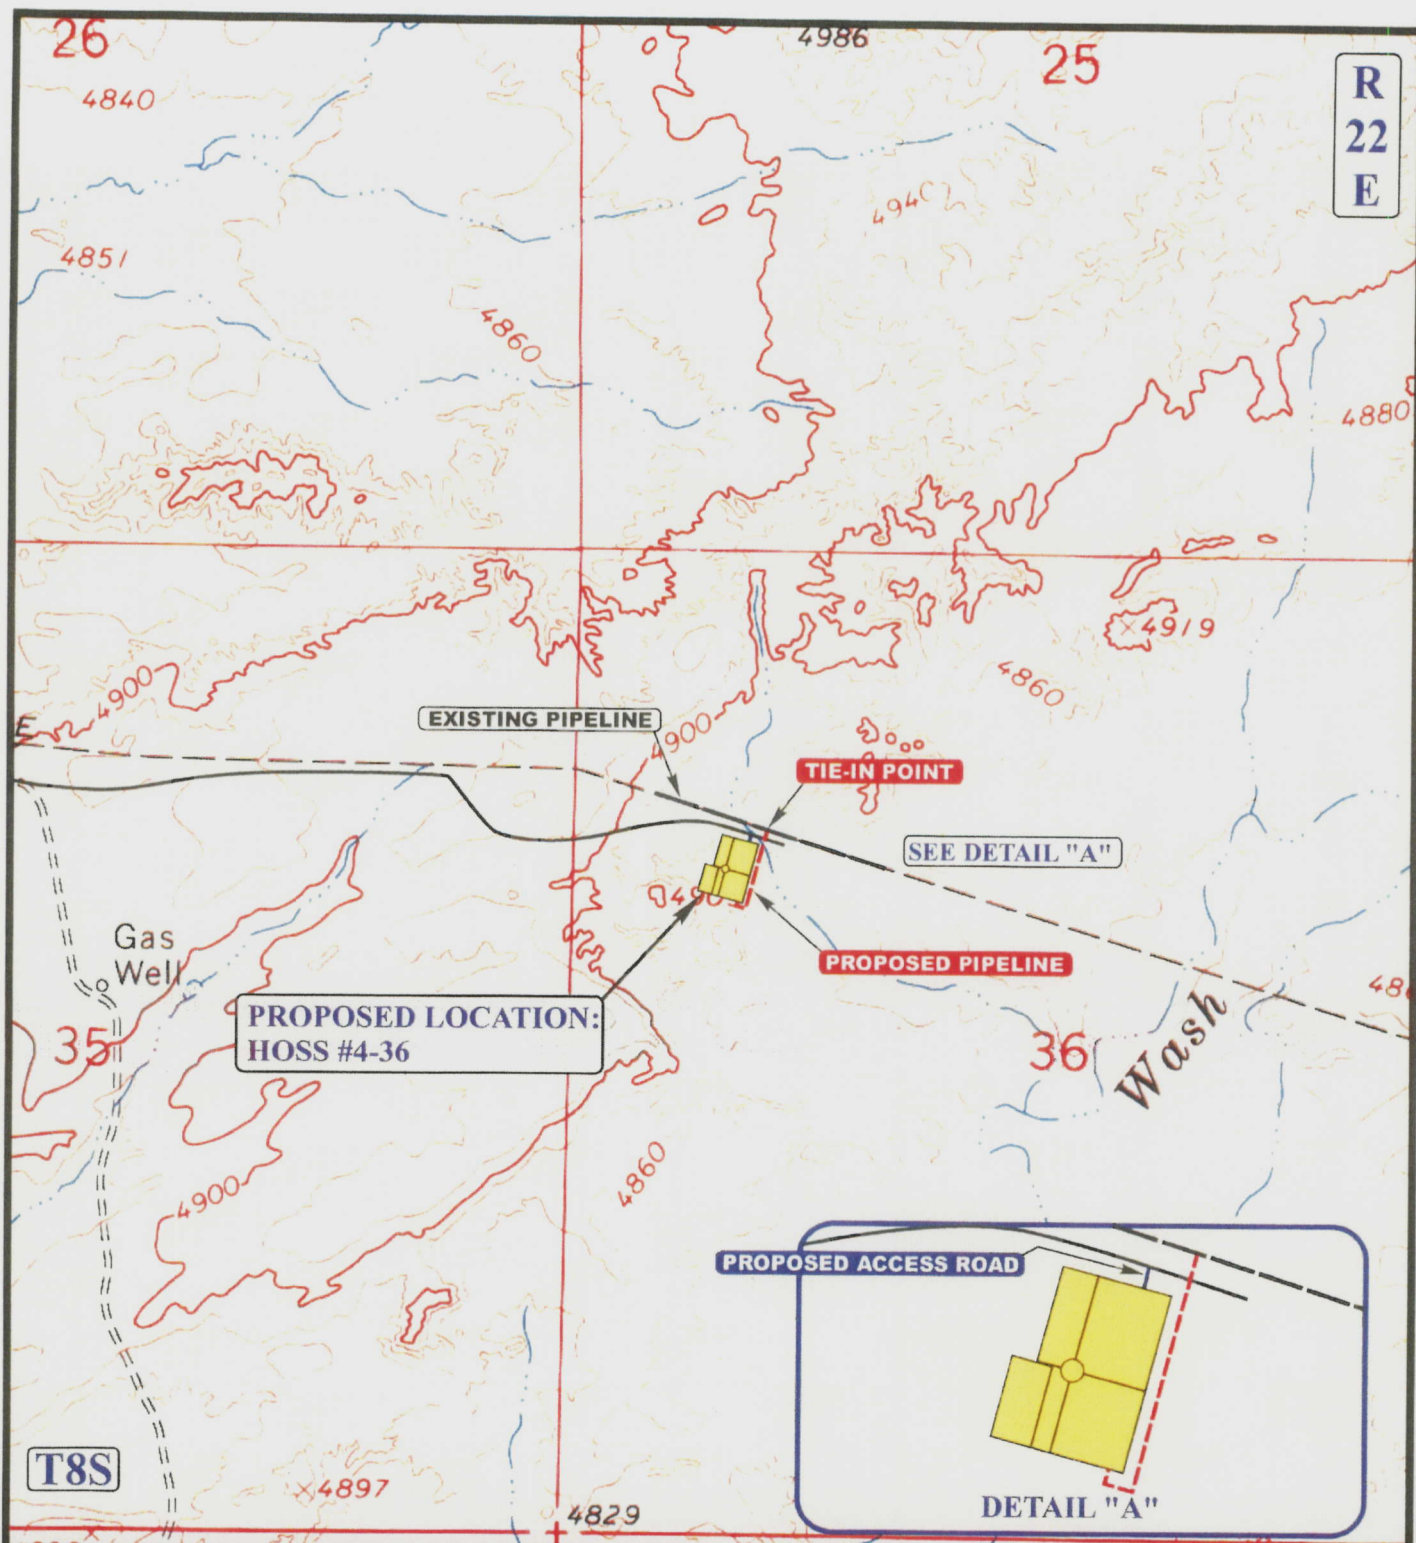 26
4986
25
R
22
E
4840
4940
4851
4860
4880
4919
4900
4860
EXISTING PIPELINE
4900
TIE-IN POINT
SEE DETAIL "A"
PROPOSED PIPELINE
Gas
Well
PROPOSED LOCATION:
HOSS #4-36
35
36
Wash
4860
4900
PROPOSED ACCESS ROAD
T8S
4897
4829
DETAIL "A"